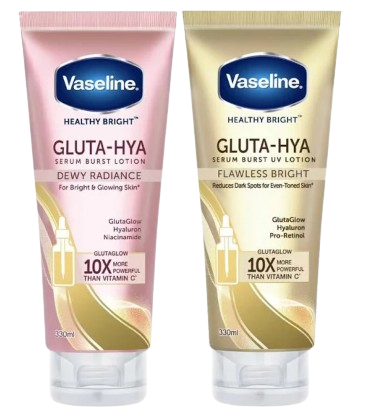 Vaseline.
HEALTHY BRIGHT™
GLUTA-HYA
SERUM BURST LOTION
DEWY RADIANCE
For Bright & Glowing Skin*
GlutaGlow
Hyaluron
Niacinamide
GLUTAGLOW
10X MORE
POWERFUL
THAN VITAMIN C*
330ml
Vaseline.
HEALTHY BRIGHT™
GLUTA-HYA
SERUM BURST UV LOTION
FLAWLESS BRIGHT
Reduces Dark Spots for Even-Toned Skin*
GlutaGlow
Hyaluron
Pro-Retinol
GLUTAGLOW
10X MORE
POWERFUL
THAN VITAMIN C*
330ml